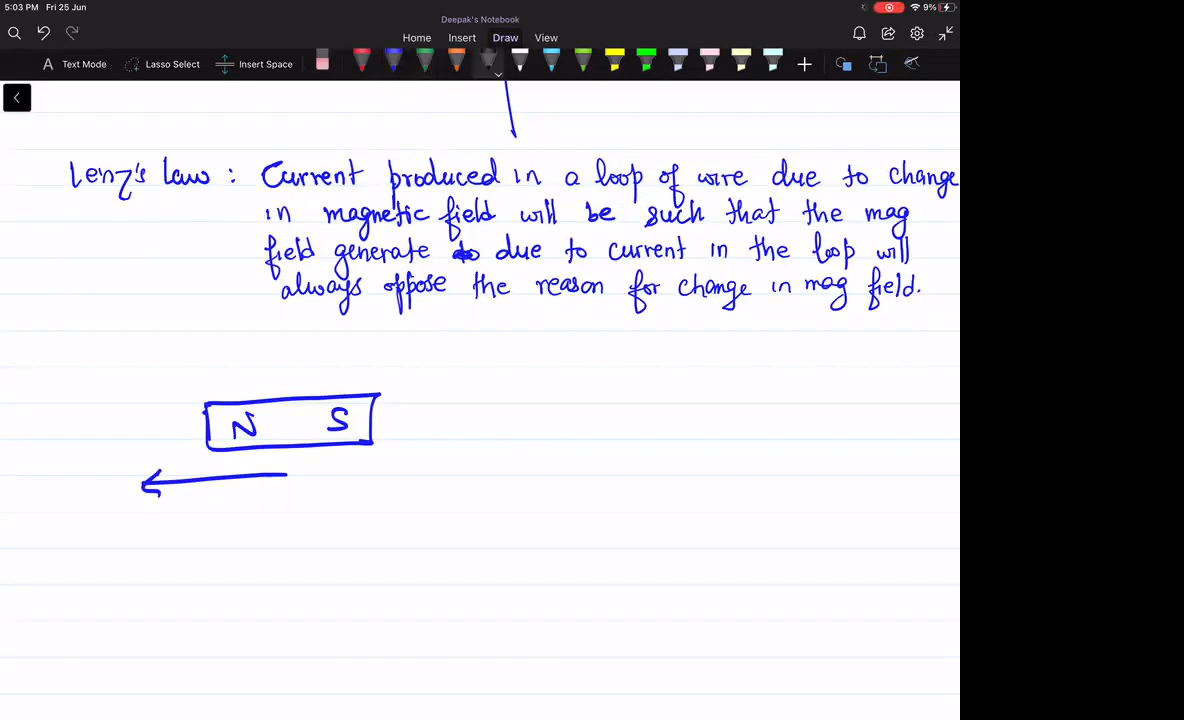 5:03 PM Fri 25 Jun
9%
Deepak's Notebook
Home Insert Draw View
Text Mode Lasso Select Insert Space
Lenz's law : Current produced in a loop of wire due to change
in magnetic field will be such that the mag
field generate due to current in the loop will
always oppose the reason for change in mag field.
N S